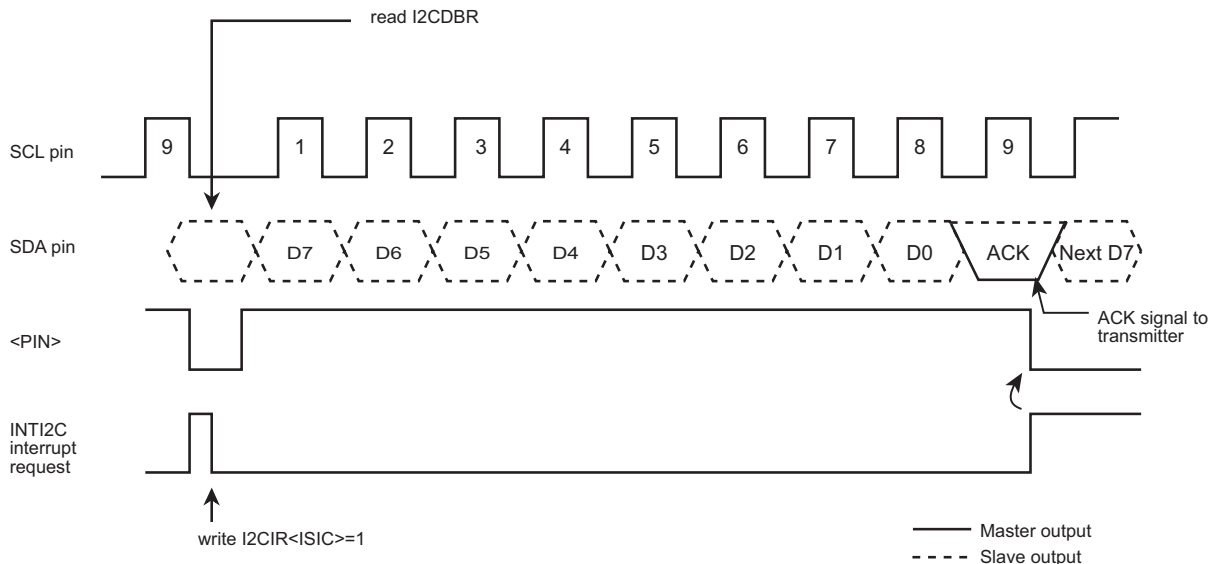 read I2CDBR
SCL pin
9 1 2 3 4 5 6 7 8 9
SDA pin
D7 D6 D5 D4 D3 D2 D1 D0 ACK Next D7
<PIN>
ACK signal to
transmitter
INTI2C
interrupt
request
write I2CIR<ISIC>=1
Master output
Slave output